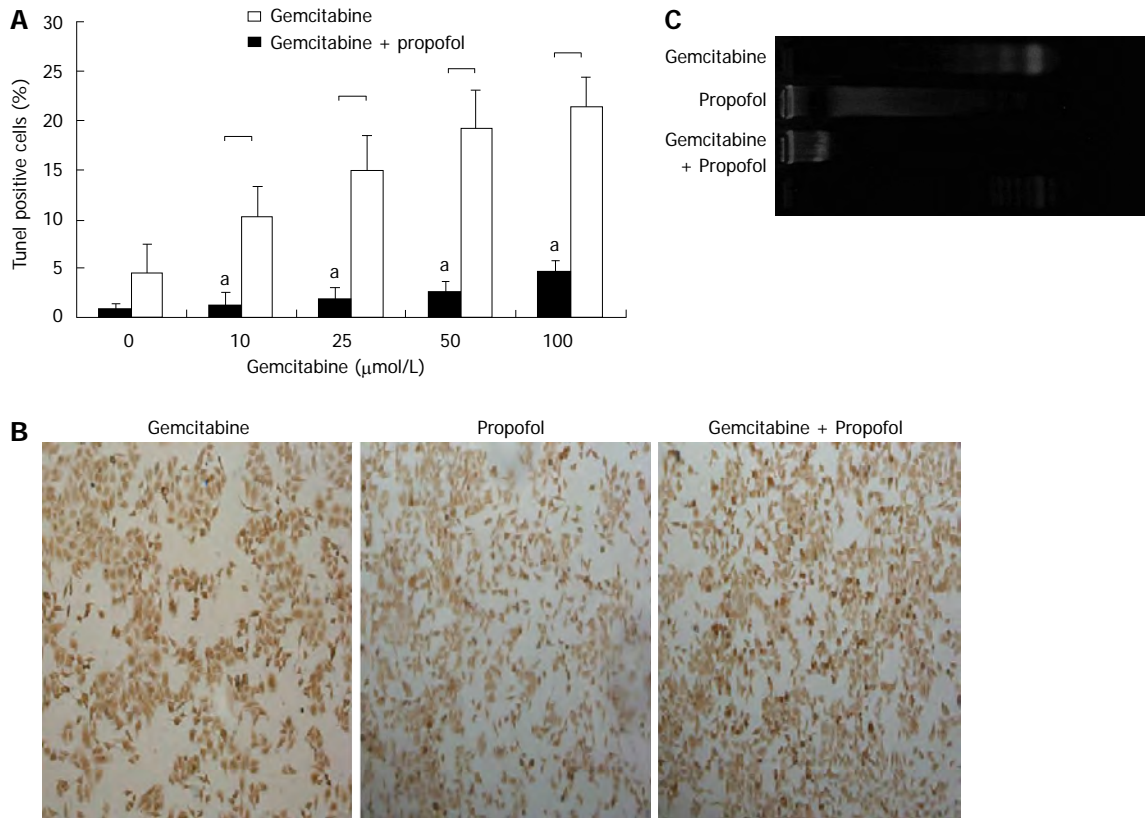 A
30
25
20
15
10
5
0
Tunel positive cells (%)
Gemcitabine
Gemcitabine + propofol
a
a
a
a
0 10 25 50 100
Gemcitabine (μmol/L)
C
Gemcitabine
Propofol
Gemcitabine
+ Propofol
B
Gemcitabine Propofol Gemcitabine + Propofol